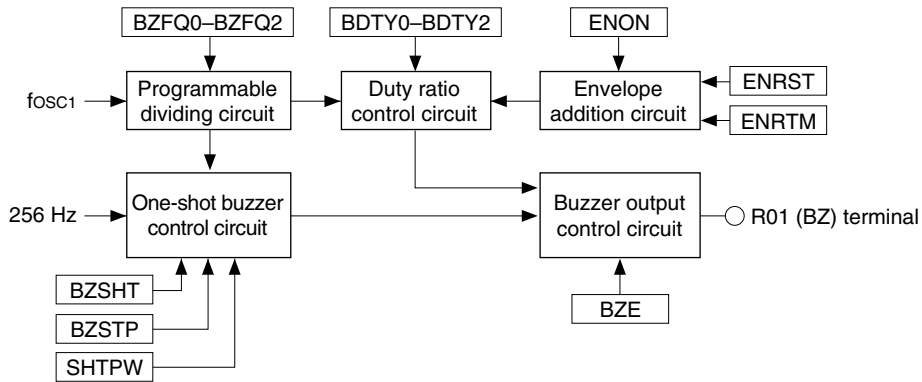 BZFQ0–BZFQ2
BDTY0–BDTY2
ENON
fOSC1
Programmable
dividing circuit
Duty ratio
control circuit
Envelope
addition circuit
ENRST
ENRTM
256 Hz
One-shot buzzer
control circuit
Buzzer output
control circuit
R01 (BZ) terminal
BZSHT
BZSTP
SHTPW
BZE